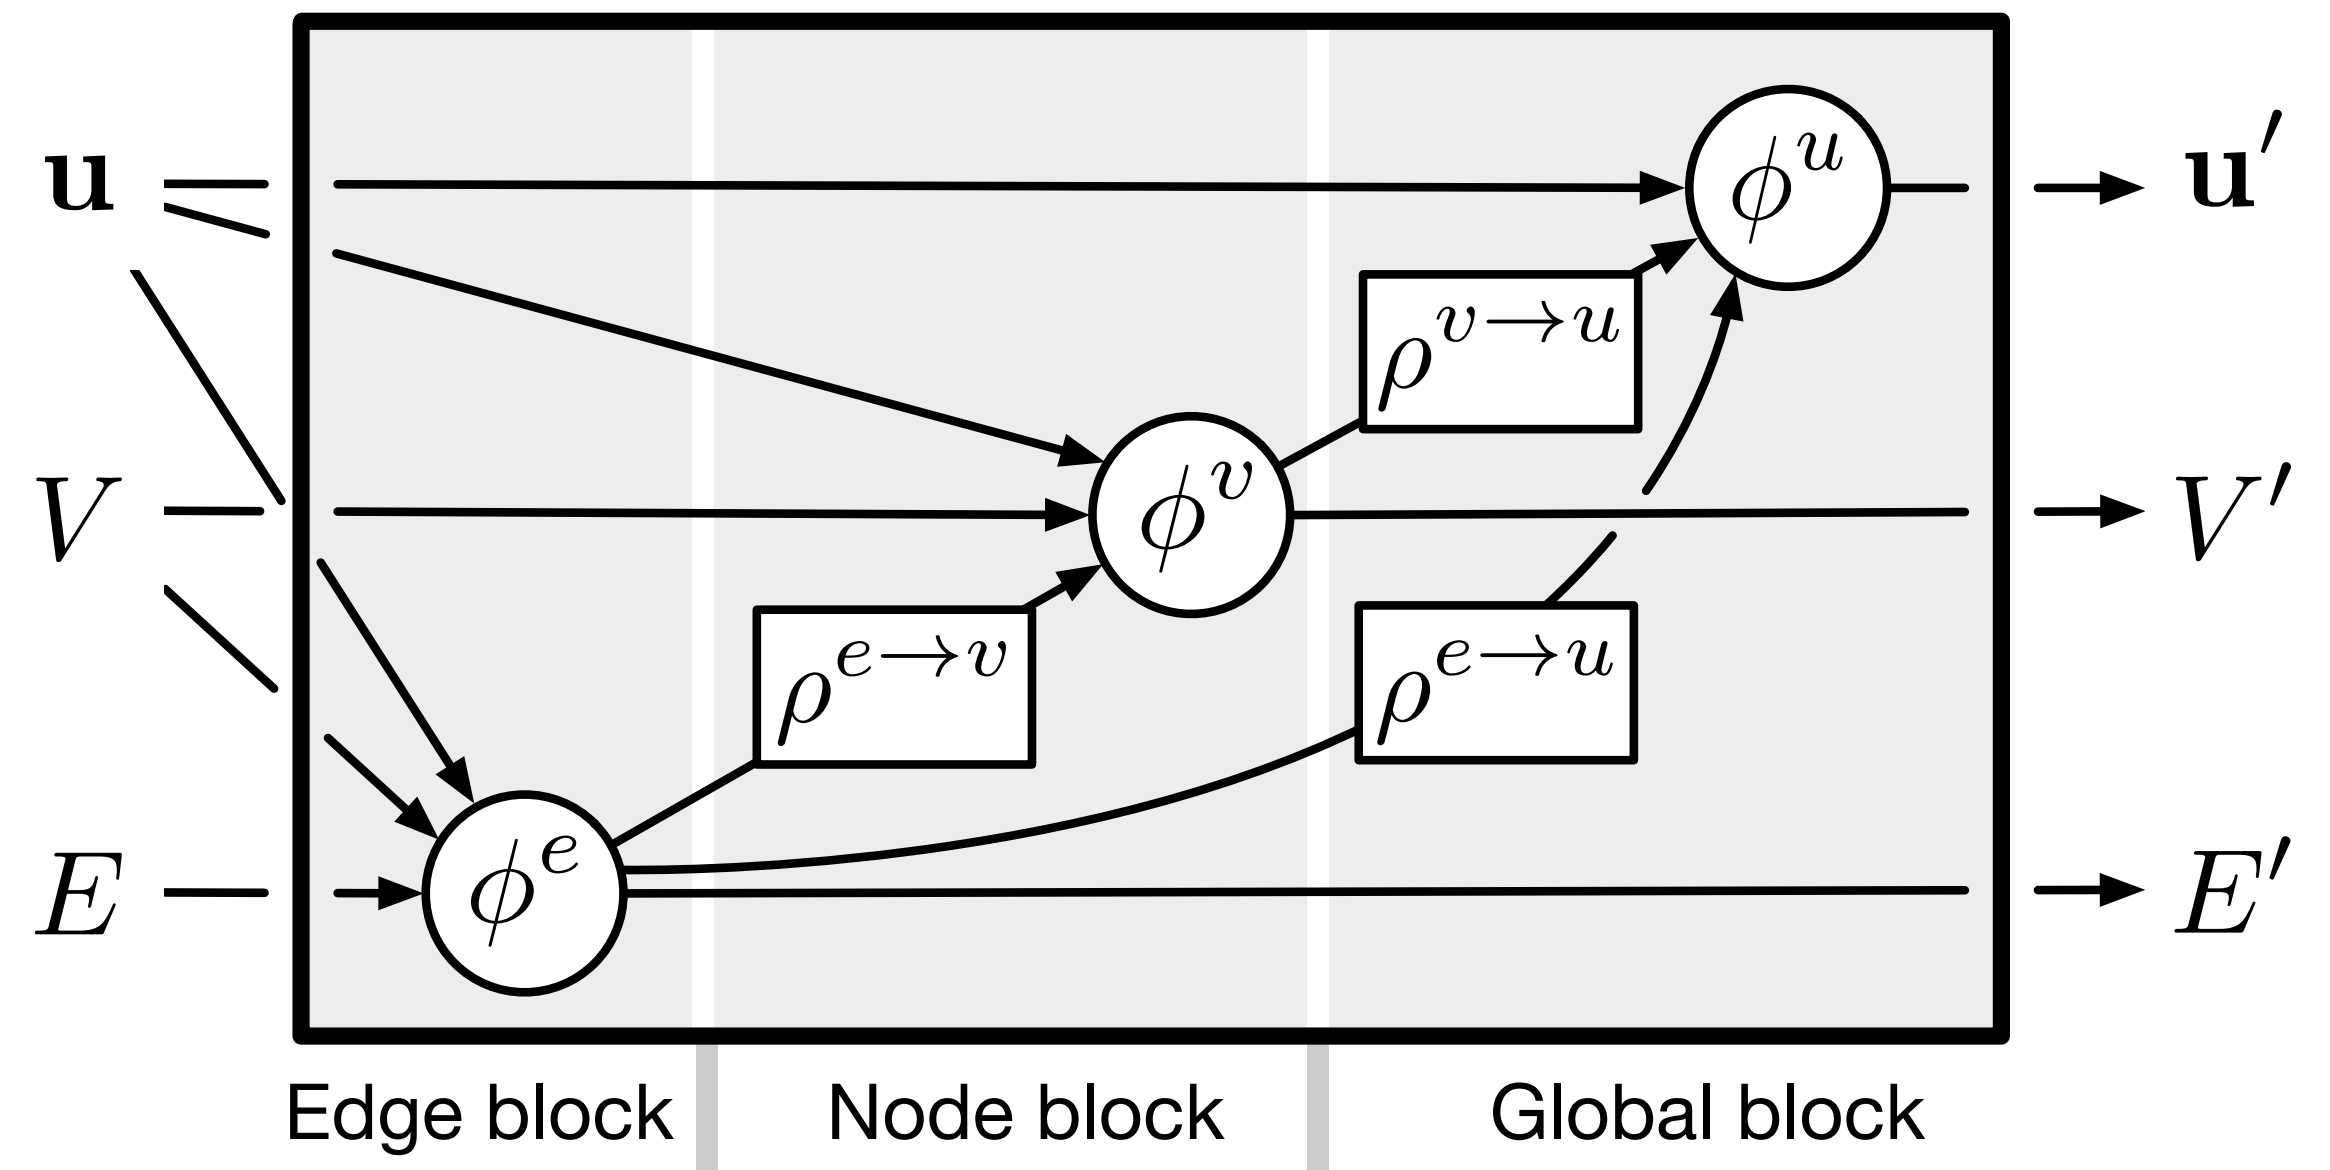 u
V
E
ϕ^u
ρ^{v→u}
ϕ^v
ρ^{e→v}
ρ^{e→u}
ϕ^e
u′
V′
E′
Edge block
Node block
Global block